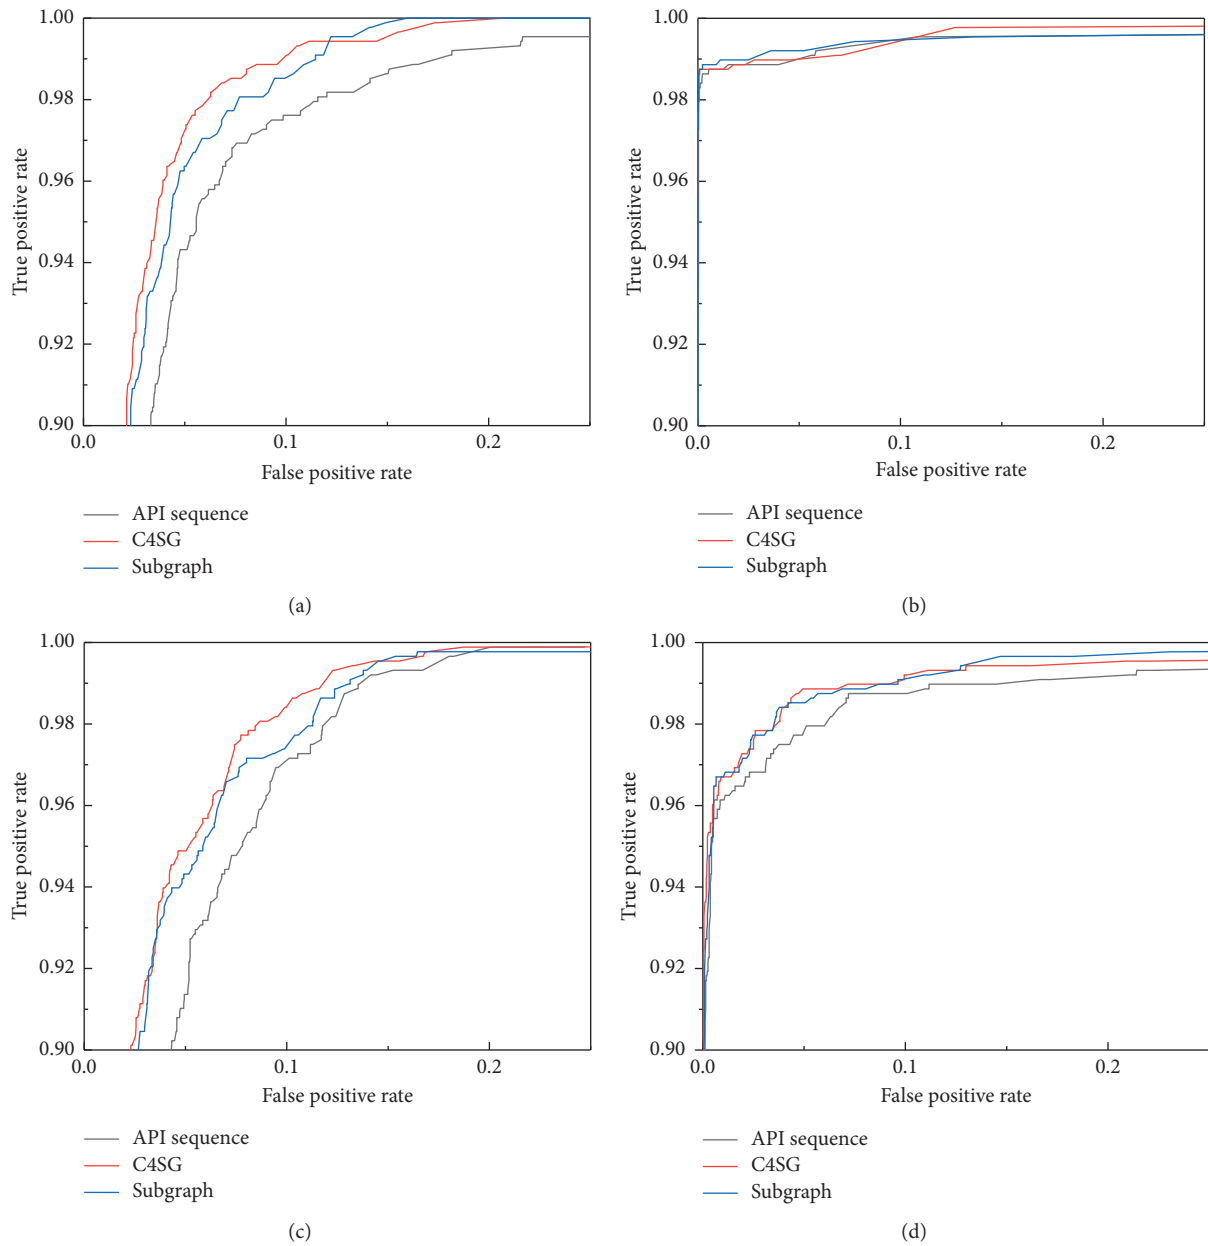 1.00
0.98
0.96
0.94
0.92
0.90
True positive rate
0.0
0.1
0.2
False positive rate
API sequence
C4SG
Subgraph
(a)
1.00
0.98
0.96
0.94
0.92
0.90
True positive rate
0.0
0.1
0.2
False positive rate
API sequence
C4SG
Subgraph
(b)
1.00
0.98
0.96
0.94
0.92
0.90
True positive rate
0.0
0.1
0.2
False positive rate
API sequence
C4SG
Subgraph
(c)
1.00
0.98
0.96
0.94
0.92
0.90
True positive rate
0.0
0.1
0.2
False positive rate
API sequence
C4SG
Subgraph
(d)